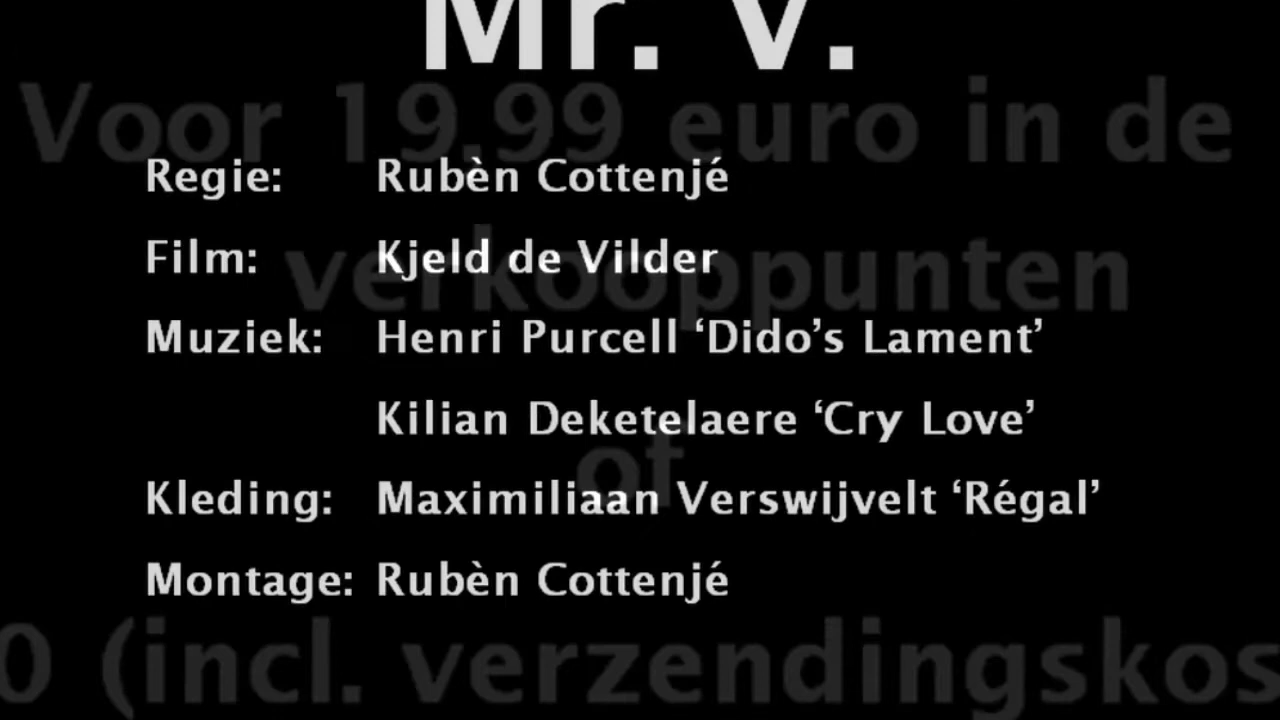 Mr. V.
Voor 19.99 euro in de
Regie: Rubèn Cottenjé
Film: Kjeld de Vilder
verkooppunten
Muziek: Henri Purcell ‘Dido’s Lament’
Kilian Deketelaere ‘Cry Love’
of
Kleding: Maximiliaan Verswijvelt ‘Régal’
Montage: Rubèn Cottenjé
0 (incl. verzendingskos